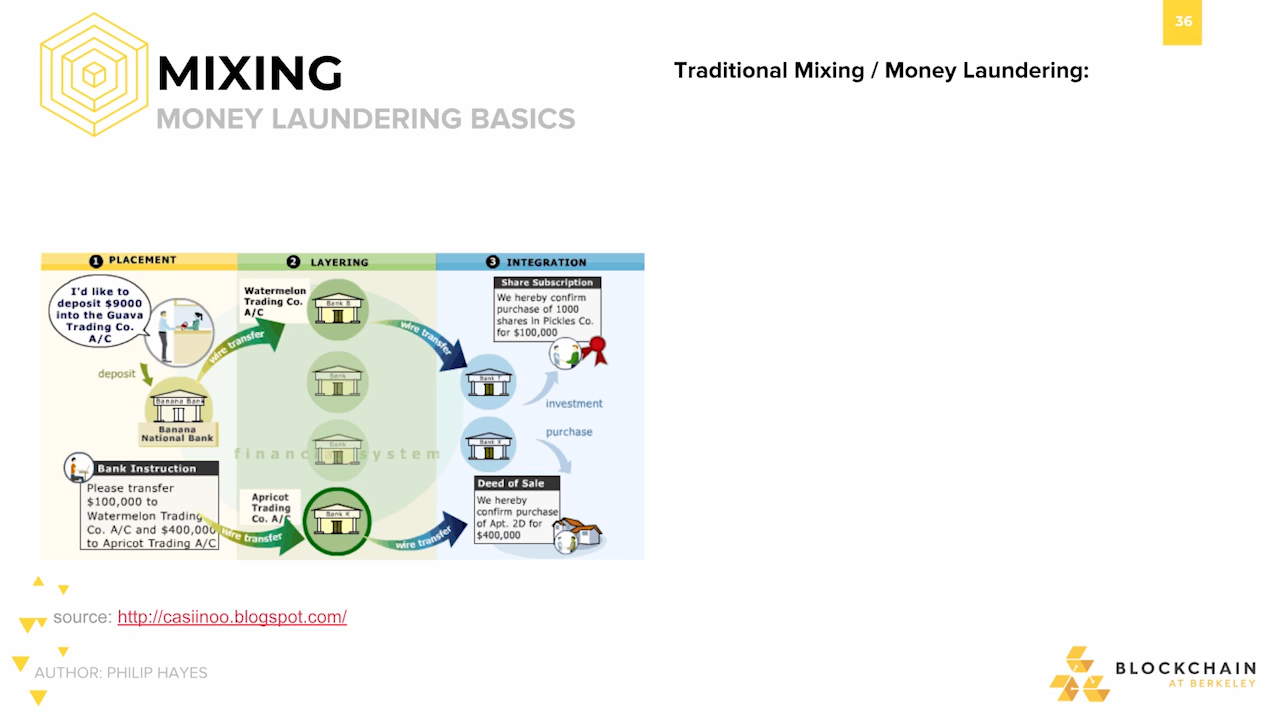 36
MIXING
MONEY LAUNDERING BASICS
Traditional Mixing / Money Laundering:
1 PLACEMENT
2 LAYERING
3 INTEGRATION
I'd like to
deposit $9000
into the Guava
Trading Co.
A/C
deposit
Banana Bank
Banana
National Bank
Bank Instruction
Please transfer
$100,000 to
Watermelon Trading
Co. A/C and $400,000
to Apricot Trading A/C
wire transfer
wire transfer
Watermelon
Trading Co.
A/C
Bank B
Bank
Bank
financial system
Apricot
Trading
Co. A/C
Bank K
wire transfer
wire transfer
Share Subscription
We hereby confirm
purchase of 1000
shares in Pickles Co.
for $100,000
Bank T
investment
purchase
Bank X
Deed of Sale
We hereby
confirm purchase
of Apt. 2D for
$400,000
source: http://casiinoo.blogspot.com/
AUTHOR: PHILIP HAYES
BLOCKCHAIN
AT BERKELEY